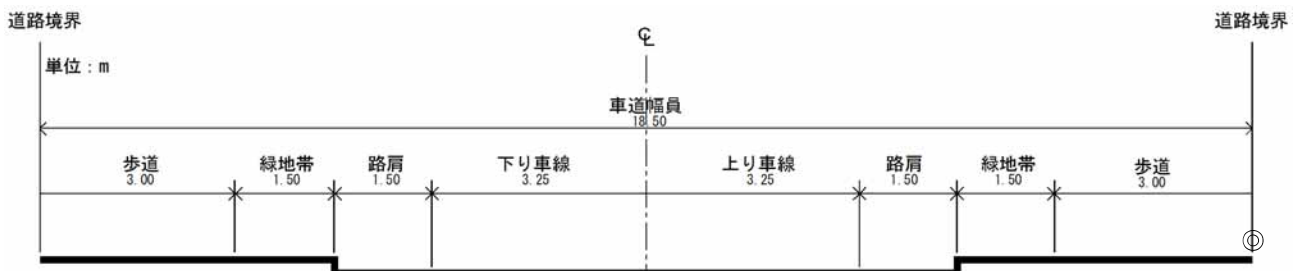 道路境界
道路境界
℄
単位：m
車道幅員
18.50
歩道
緑地帯
路肩
下り車線
上り車線
路肩
緑地帯
歩道
3.00
1.50
1.50
3.25
3.25
1.50
1.50
3.00